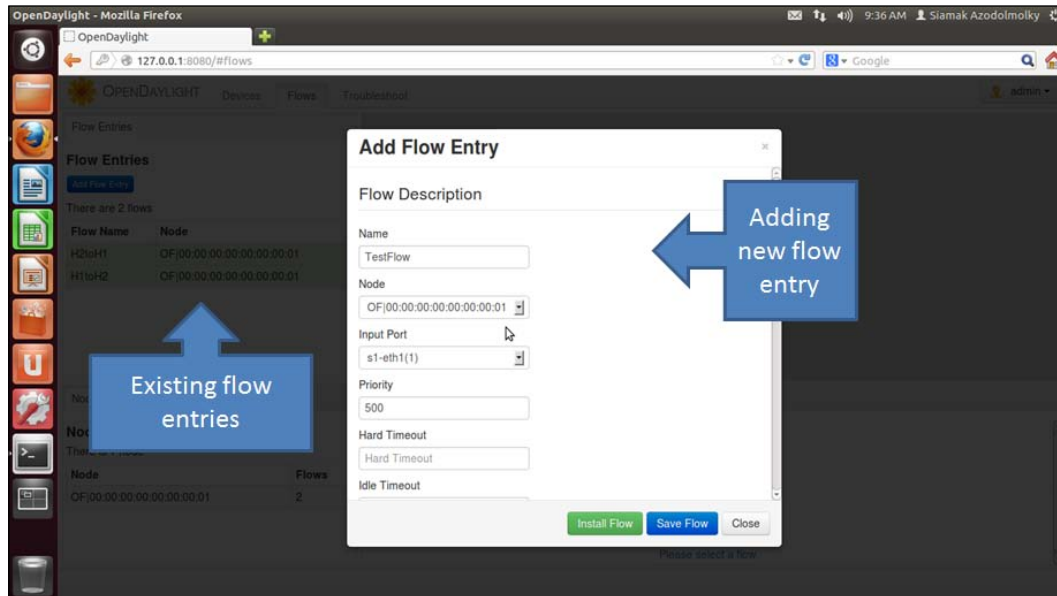 OpenDaylight - Mozilla Firefox
9:36 AM
Siamak Azodolmolky
OpenDaylight
127.0.0.1:8080/#flows
Google
OPENDAYLIGHT
Devices
Flows
Troubleshoot
admin
Flow Entries
Flow Entries
Add Flow Entry
There are 2 flows
Flow Name
Node
H2toH1
OF|00:00:00:00:00:00:00:01
H1toH2
OF|00:00:00:00:00:00:00:01
Existing flow
entries
Node
Flows
OF|00:00:00:00:00:00:00:01
2
Add Flow Entry
×
Flow Description
Name
TestFlow
Node
OF|00:00:00:00:00:00:00:01
Input Port
s1-eth1(1)
Priority
500
Hard Timeout
Hard Timeout
Idle Timeout
Install Flow
Save Flow
Close
Adding
new flow
entry
Please select a flow